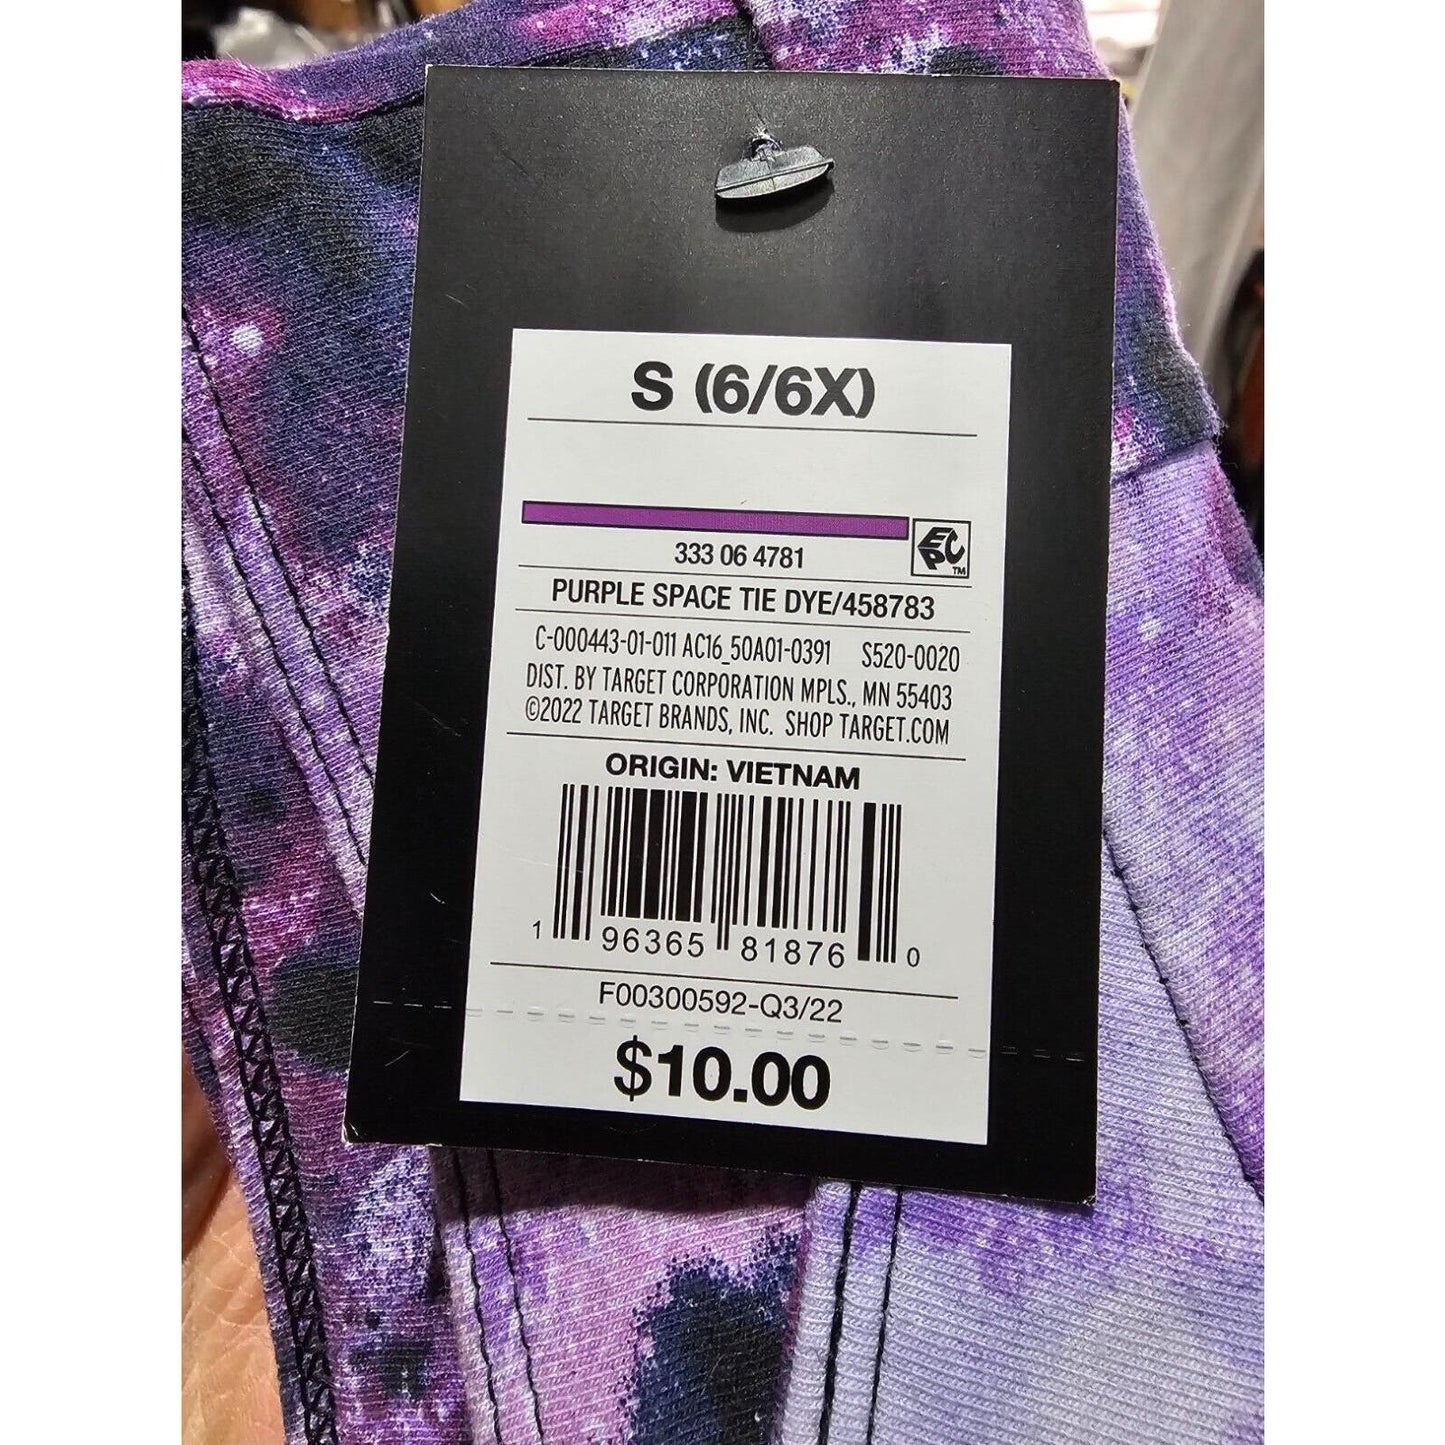 S (6/6X)
333 06 4781
EPC
TM
PURPLE SPACE TIE DYE/458783
C-000443-01-011 AC16_50A01-0391 S520-0020
DIST. BY TARGET CORPORATION MPLS., MN 55403
©2022 TARGET BRANDS, INC. SHOP TARGET.COM
ORIGIN: VIETNAM
1 96365 81876 0
F00300592-Q3/22
$10.00